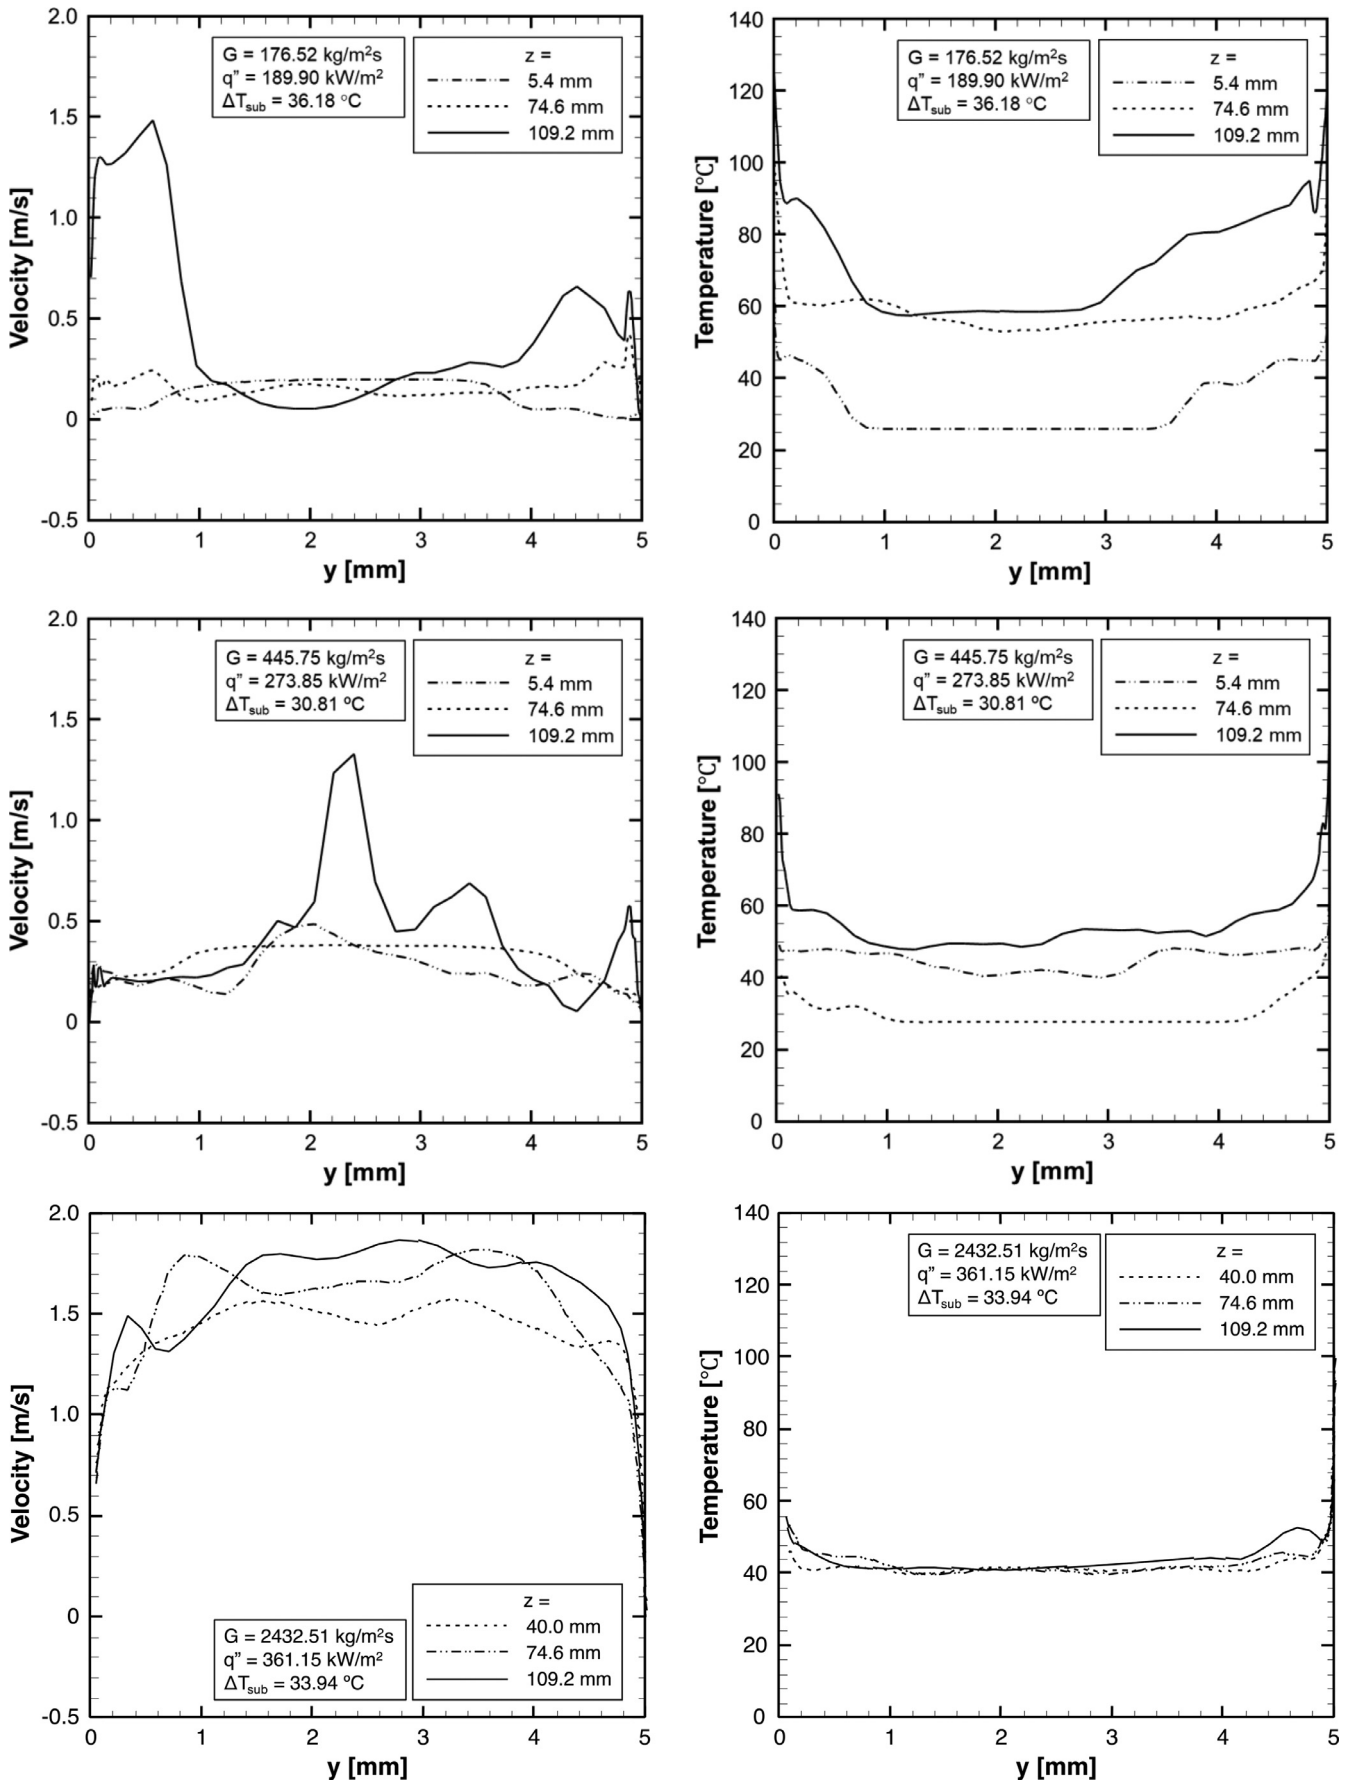 2.0
1.5
1.0
0.5
0
-0.5
Velocity [m/s]
G = 176.52 kg/m²s
q” = 189.90 kW/m²
ΔTsub = 36.18 °C
z =
5.4 mm
74.6 mm
109.2 mm
0 1 2 3 4 5
y [mm]
140
120
100
80
60
40
20
0
Temperature [°C]
G = 176.52 kg/m²s
q” = 189.90 kW/m²
ΔTsub = 36.18 °C
z =
5.4 mm
74.6 mm
109.2 mm
0 1 2 3 4 5
y [mm]
2.0
1.5
1.0
0.5
0
-0.5
Velocity [m/s]
G = 445.75 kg/m²s
q” = 273.85 kW/m²
ΔTsub = 30.81 ºC
z =
5.4 mm
74.6 mm
109.2 mm
0 1 2 3 4 5
y [mm]
140
120
100
80
60
40
20
0
Temperature [°C]
G = 445.75 kg/m²s
q” = 273.85 kW/m²
ΔTsub = 30.81 ºC
z =
5.4 mm
74.6 mm
109.2 mm
0 1 2 3 4 5
y [mm]
2.0
1.5
1.0
0.5
0
-0.5
Velocity [m/s]
G = 2432.51 kg/m²s
q” = 361.15 kW/m²
ΔTsub = 33.94 ºC
z =
40.0 mm
74.6 mm
109.2 mm
0 1 2 3 4 5
y [mm]
140
120
100
80
60
40
20
0
Temperature [°C]
G = 2432.51 kg/m²s
q” = 361.15 kW/m²
ΔTsub = 33.94 ºC
z =
40.0 mm
74.6 mm
109.2 mm
0 1 2 3 4 5
y [mm]